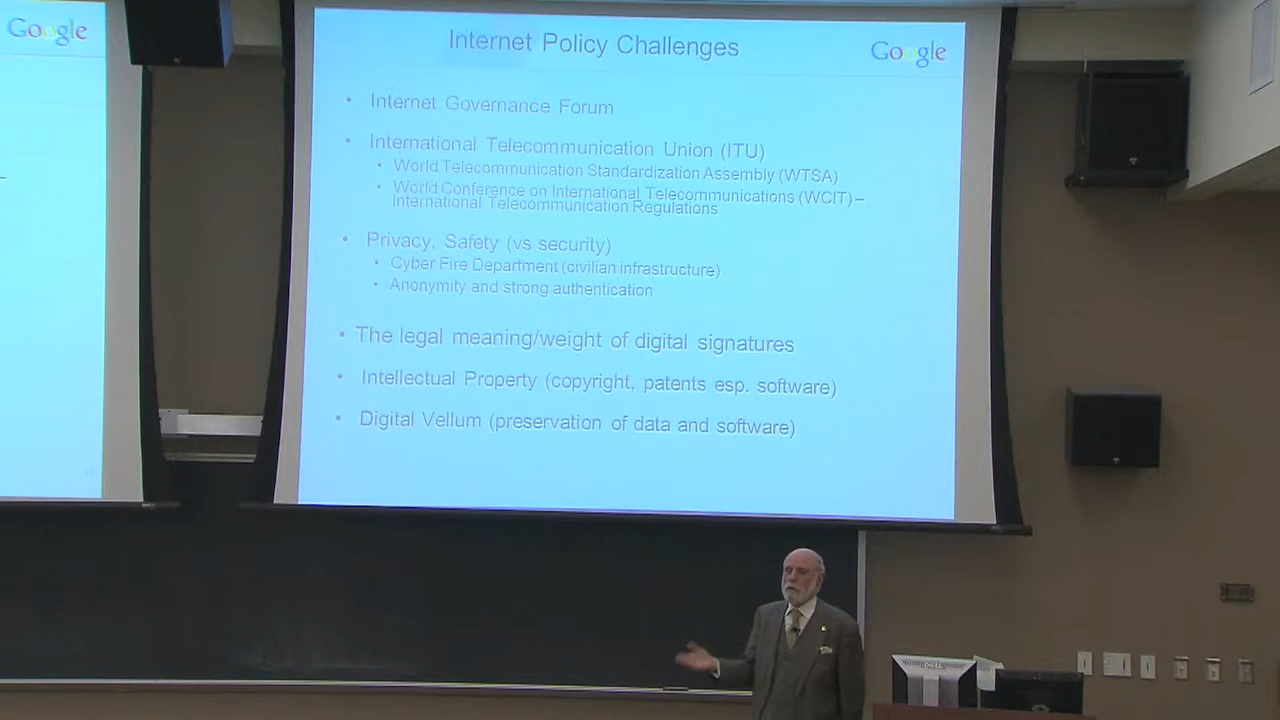 Google
Internet Policy Challenges
Google
• Internet Governance Forum
• International Telecommunication Union (ITU)
• World Telecommunication Standardization Assembly (WTSA)
• World Conference on International Telecommunications (WCIT) –
International Telecommunication Regulations
• Privacy, Safety (vs security)
• Cyber Fire Department (civilian infrastructure)
• Anonymity and strong authentication
• The legal meaning/weight of digital signatures
• Intellectual Property (copyright, patents esp. software)
• Digital Vellum (preservation of data and software)
DELL